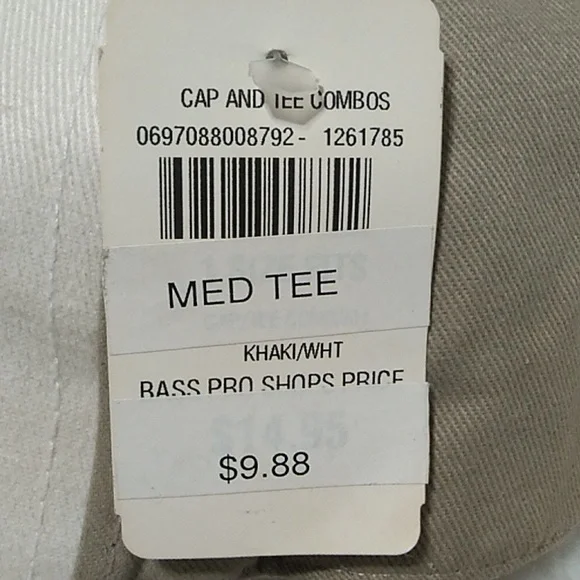 CAP AND TEE COMBOS
0697088008792- 1261785
MED TEE
KHAKI/WHT
BASS PRO SHOPS PRICE
$14.95
$9.88